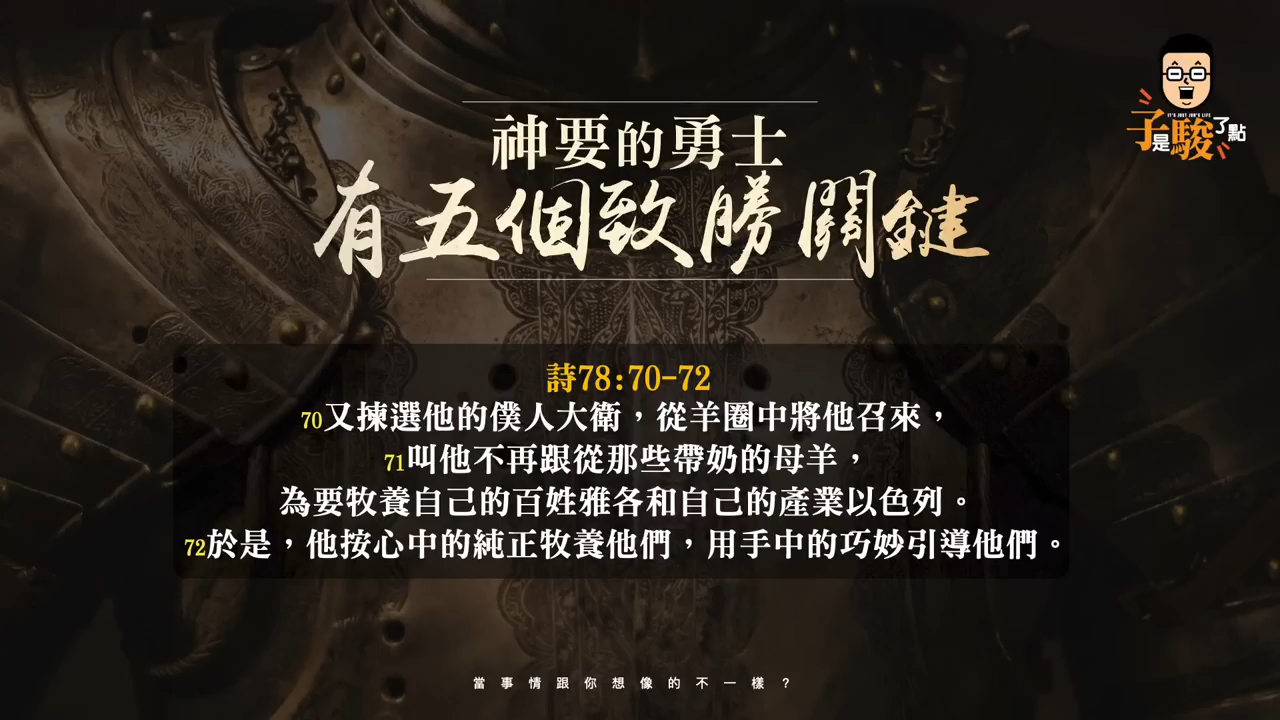 神要的勇士
有五個致勝關鍵
IT'S JUST JUN'S LIFE
子是駿了點
詩78:70-72
70又揀選他的僕人大衛，從羊圈中將他召來，
71叫他不再跟從那些帶奶的母羊，
為要牧養自己的百姓雅各和自己的產業以色列。
72於是，他按心中的純正牧養他們，用手中的巧妙引導他們。
當事情跟你想像的不一樣？